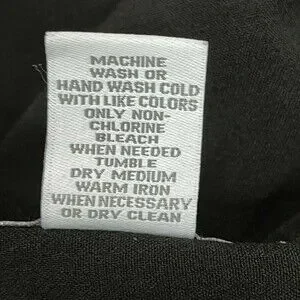 MACHINE
WASH OR
HAND WASH COLD
WITH LIKE COLORS
ONLY NON-
CHLORINE
BLEACH
WHEN NEEDED
TUMBLE
DRY MEDIUM
WARM IRON
WHEN NECESSARY
OR DRY CLEAN